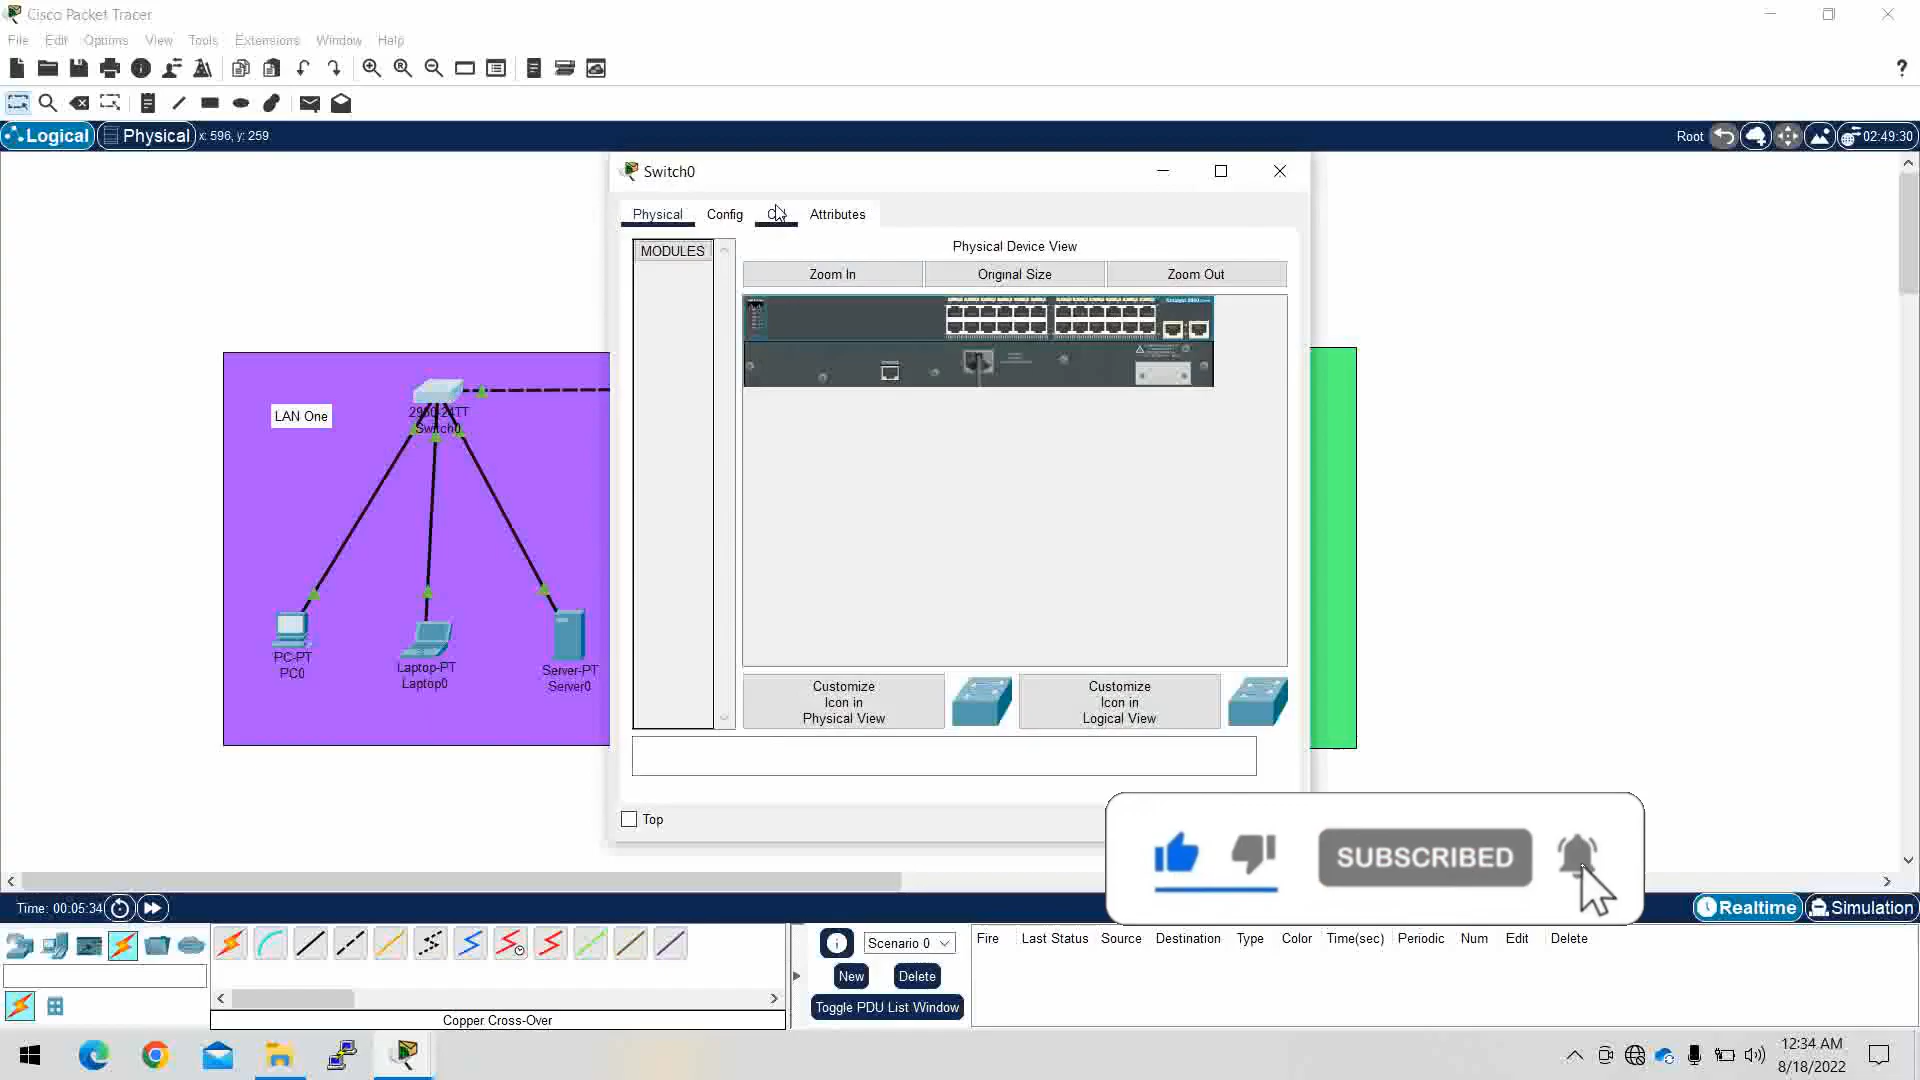 Cisco Packet Tracer
File Edit Options View Tools Extensions Window Help
?
Logical Physical x: 596, y: 259
Root 02:49:30
Switch0
Physical Config Attributes
MODULES
Physical Device View
Zoom In Original Size Zoom Out
LAN One
2960-24TT
Switch0
PC-PT
PC0
Laptop-PT
Laptop0
Server-PT
Server0
Customize
Icon in
Physical View
Customize
Icon in
Logical View
Top
SUBSCRIBED
Time: 00:05:34
Realtime Simulation
Scenario 0
New Delete
Toggle PDU List Window
Fire Last Status Source Destination Type Color Time(sec) Periodic Num Edit Delete
Copper Cross-Over
12:34 AM
8/18/2022